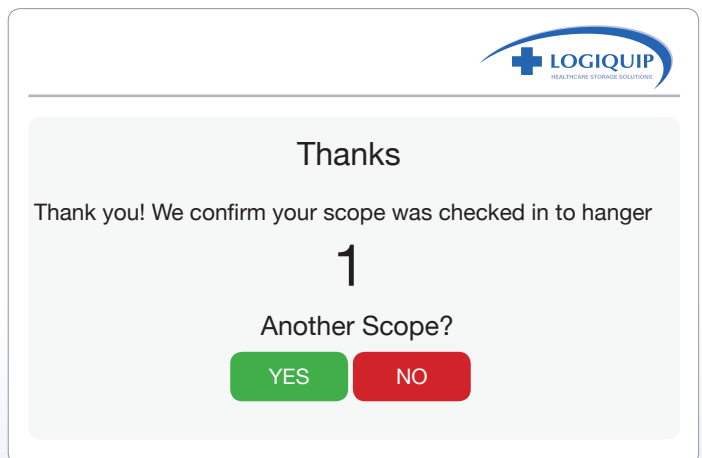 LOGIQUIP
HEALTHCARE STORAGE SOLUTIONS
Thanks
Thank you! We confirm your scope was checked in to hanger
1
Another Scope?
YES NO